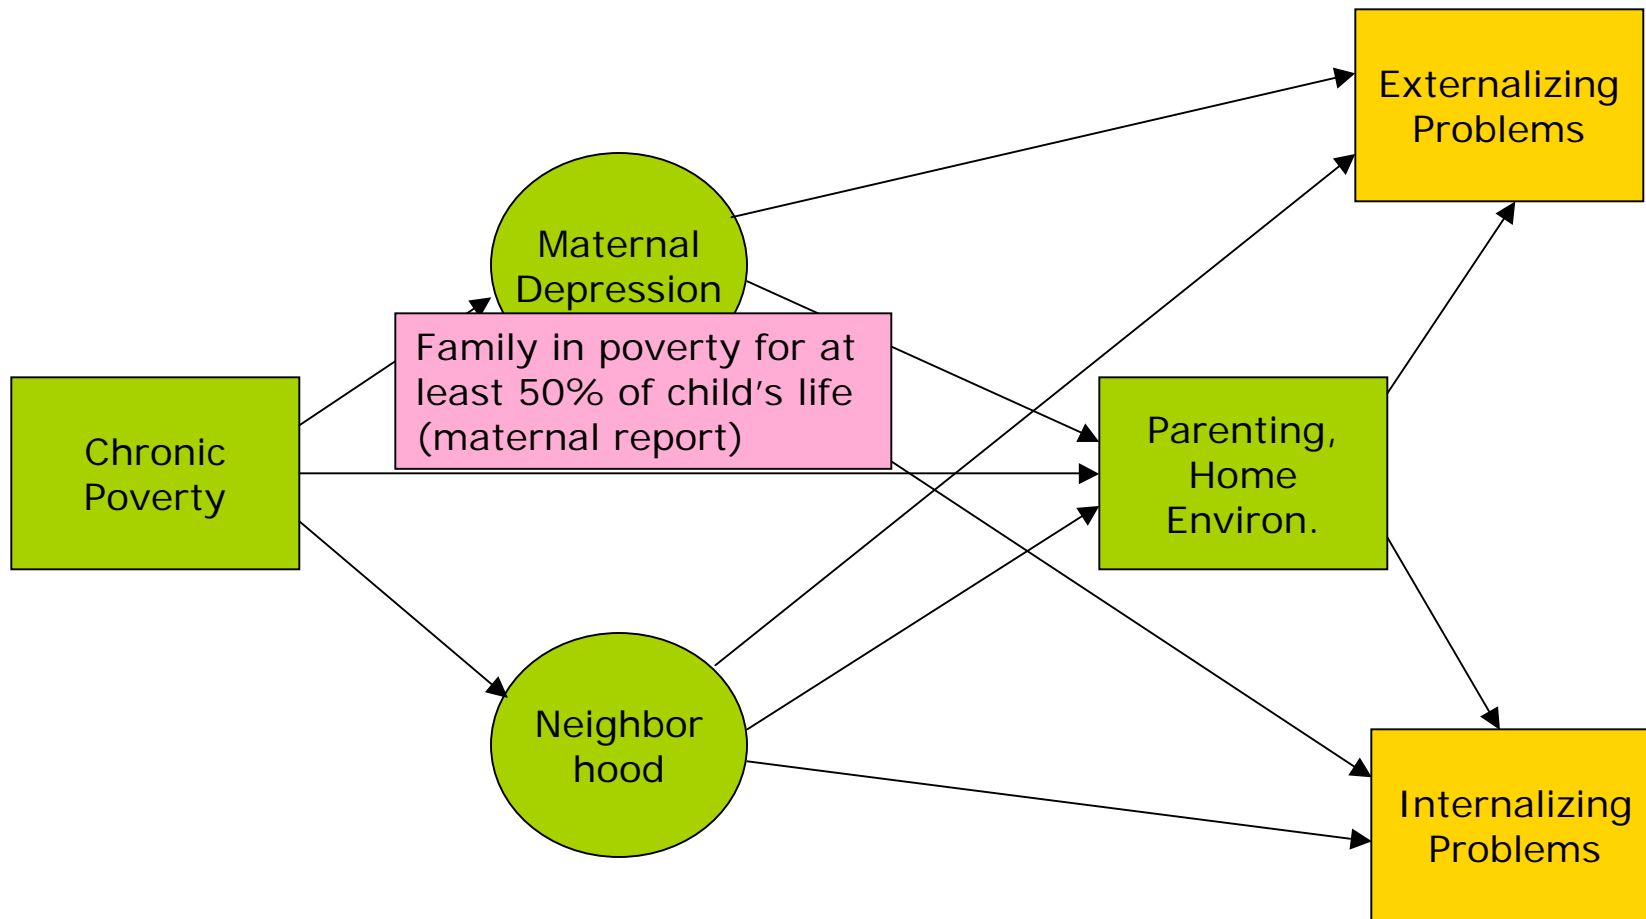 Externalizing
Problems
Maternal
Depression
Family in poverty for at
least 50% of child’s life
(maternal report)
Chronic
Poverty
Parenting,
Home
Environ.
Neighbor
hood
Internalizing
Problems